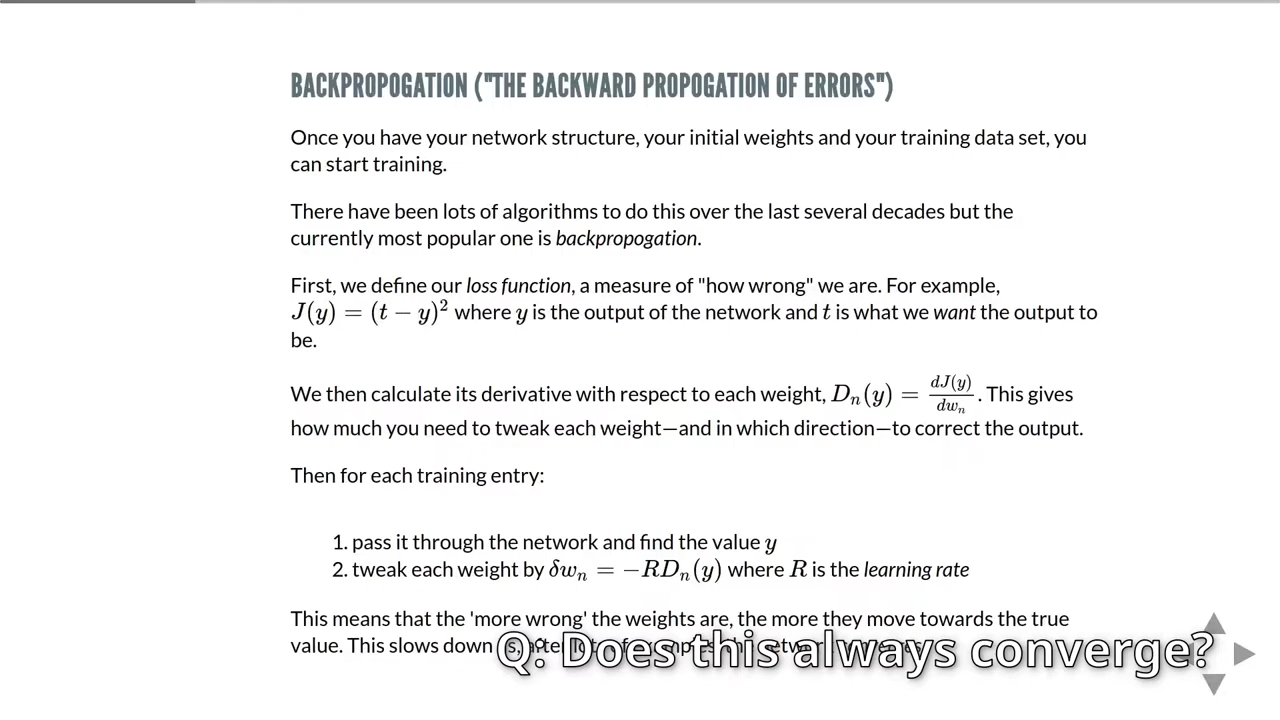 BACKPROPOGATION ("THE BACKWARD PROPOGATION OF ERRORS")
Once you have your network structure, your initial weights and your training data set, you
can start training.
There have been lots of algorithms to do this over the last several decades but the
currently most popular one is backpropogation.
First, we define our loss function, a measure of "how wrong" we are. For example,
J(y) = (t − y)² where y is the output of the network and t is what we want the output to
be.
We then calculate its derivative with respect to each weight, Dₙ(y) = dJ(y)/dwₙ. This gives
how much you need to tweak each weight—and in which direction—to correct the output.
Then for each training entry:
1. pass it through the network and find the value y
2. tweak each weight by δwₙ = −RDₙ(y) where R is the learning rate
This means that the 'more wrong' the weights are, the more they move towards the true
value. This slows down
Q: Does this always converge?